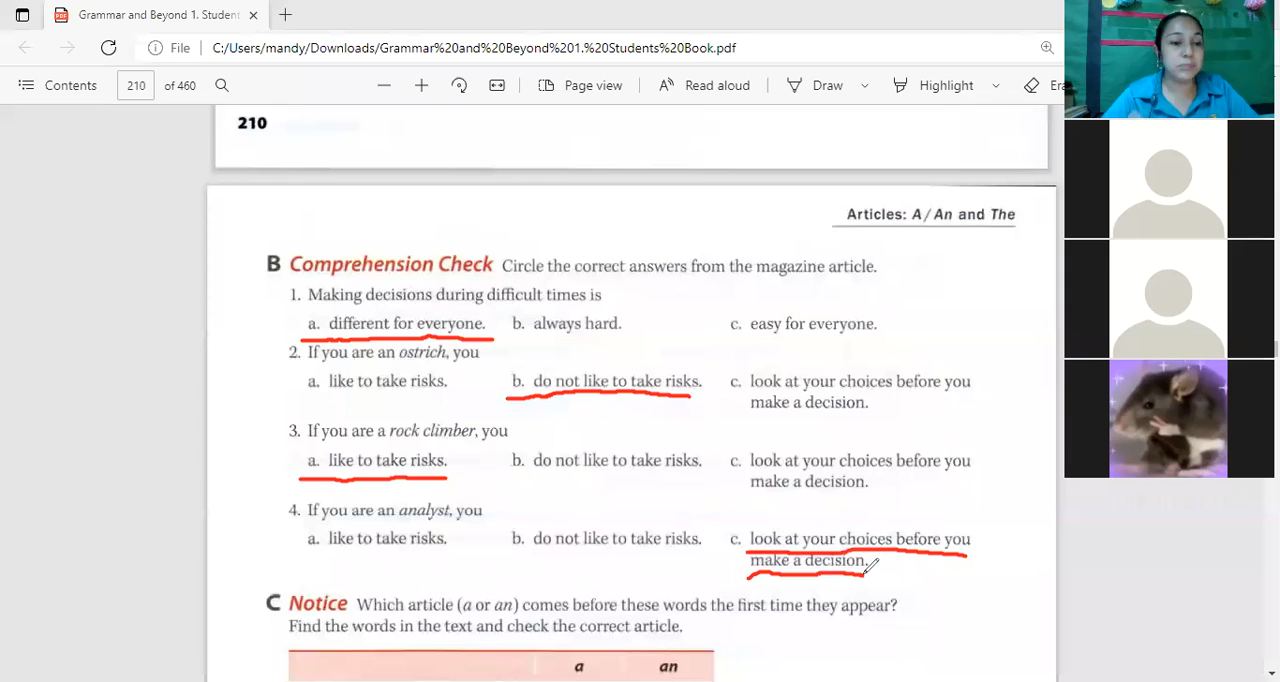 Grammar and Beyond 1. Student
File C:/Users/mandy/Downloads/Grammar%20and%20Beyond%201.%20Students%20Book.pdf
Contents 210 of 460 Page view Read aloud Draw Highlight Era
210
Articles: A / An and The
B Comprehension Check Circle the correct answers from the magazine article.
1. Making decisions during difficult times is
a. different for everyone. b. always hard. c. easy for everyone.
2. If you are an ostrich, you
a. like to take risks. b. do not like to take risks. c. look at your choices before you
make a decision.
3. If you are a rock climber, you
a. like to take risks. b. do not like to take risks. c. look at your choices before you
make a decision.
4. If you are an analyst, you
a. like to take risks. b. do not like to take risks. c. look at your choices before you
make a decision.
C Notice Which article (a or an) comes before these words the first time they appear?
Find the words in the text and check the correct article.
a an